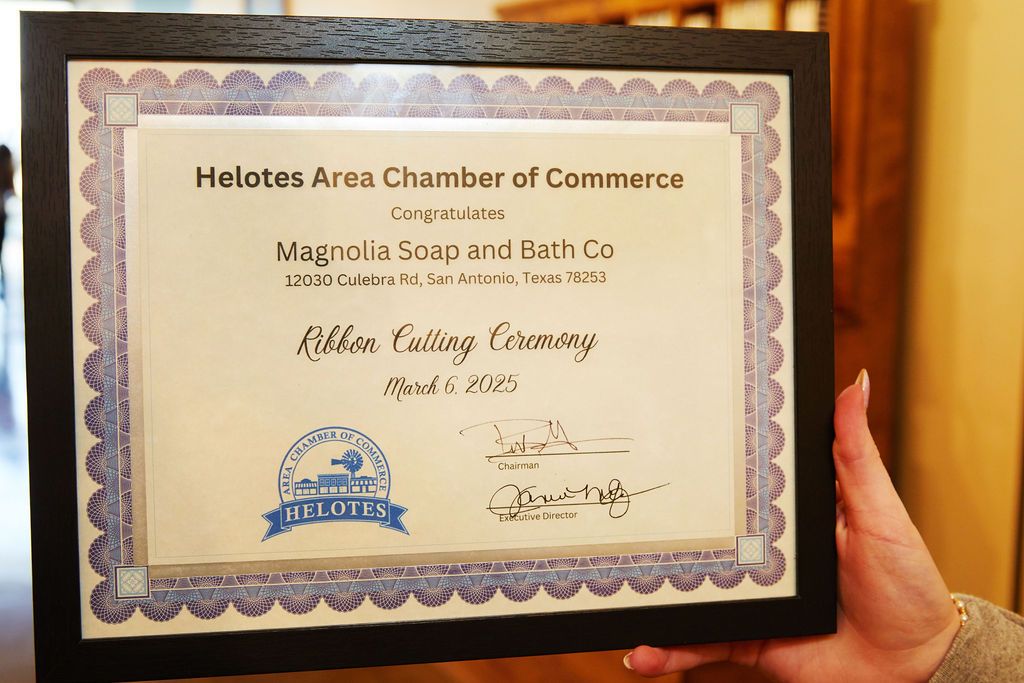 Helotes Area Chamber of Commerce
Congratulates
Magnolia Soap and Bath Co
12030 Culebra Rd, San Antonio, Texas 78253
Ribbon Cutting Ceremony
March 6, 2025
AREA CHAMBER OF COMMERCE
HELOTES
Chairman
Executive Director